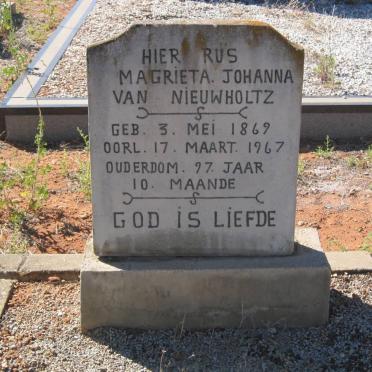 HIER RUS
MAGRIETA. JOHANNA
VAN NIEUWHOLTZ
GEB. 3. MEI 1869
OORL. 17. MAART. 1967
OUDERDOM. 97. JAAR
10. MAANDE
GOD IS LIEFDE